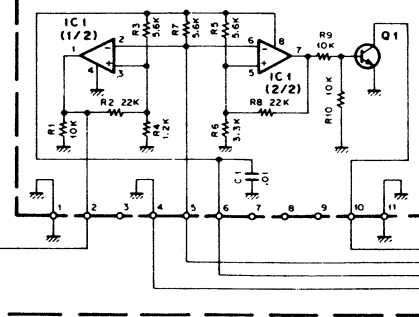 IC1
(1/2)
R3
5.6K
R7
5.6K
R5
5.6K
8
R9
10K
Q1
1
2
3
4
6
5
7
IC1
(2/2)
R8 22K
R2 22K
R1
10K
R4
1.2K
R6
3.3K
R10
10K
C1
.01
1
2
3
4
5
6
7
8
9
10
11